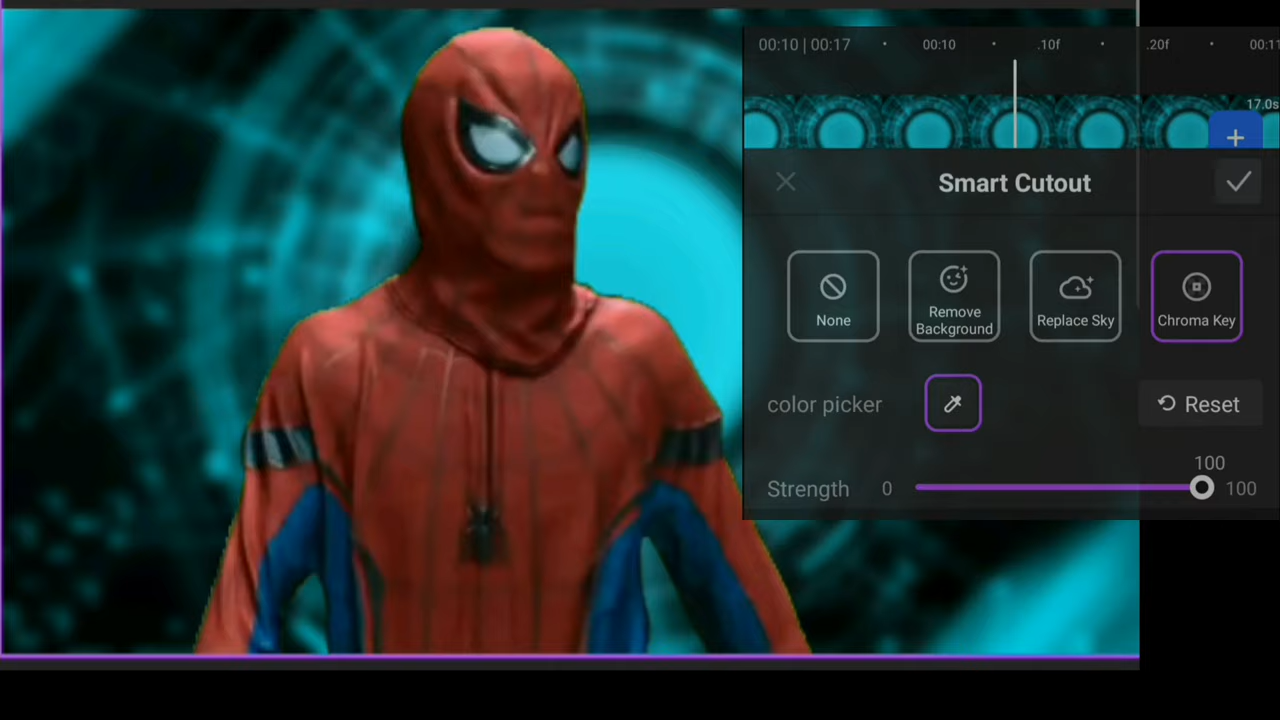 00:10 | 00:17 00:10 .10f .20f 00:11
17.0s
Smart Cutout
None
Remove
Background
Replace Sky
Chroma Key
color picker
Reset
100
Strength 0 100